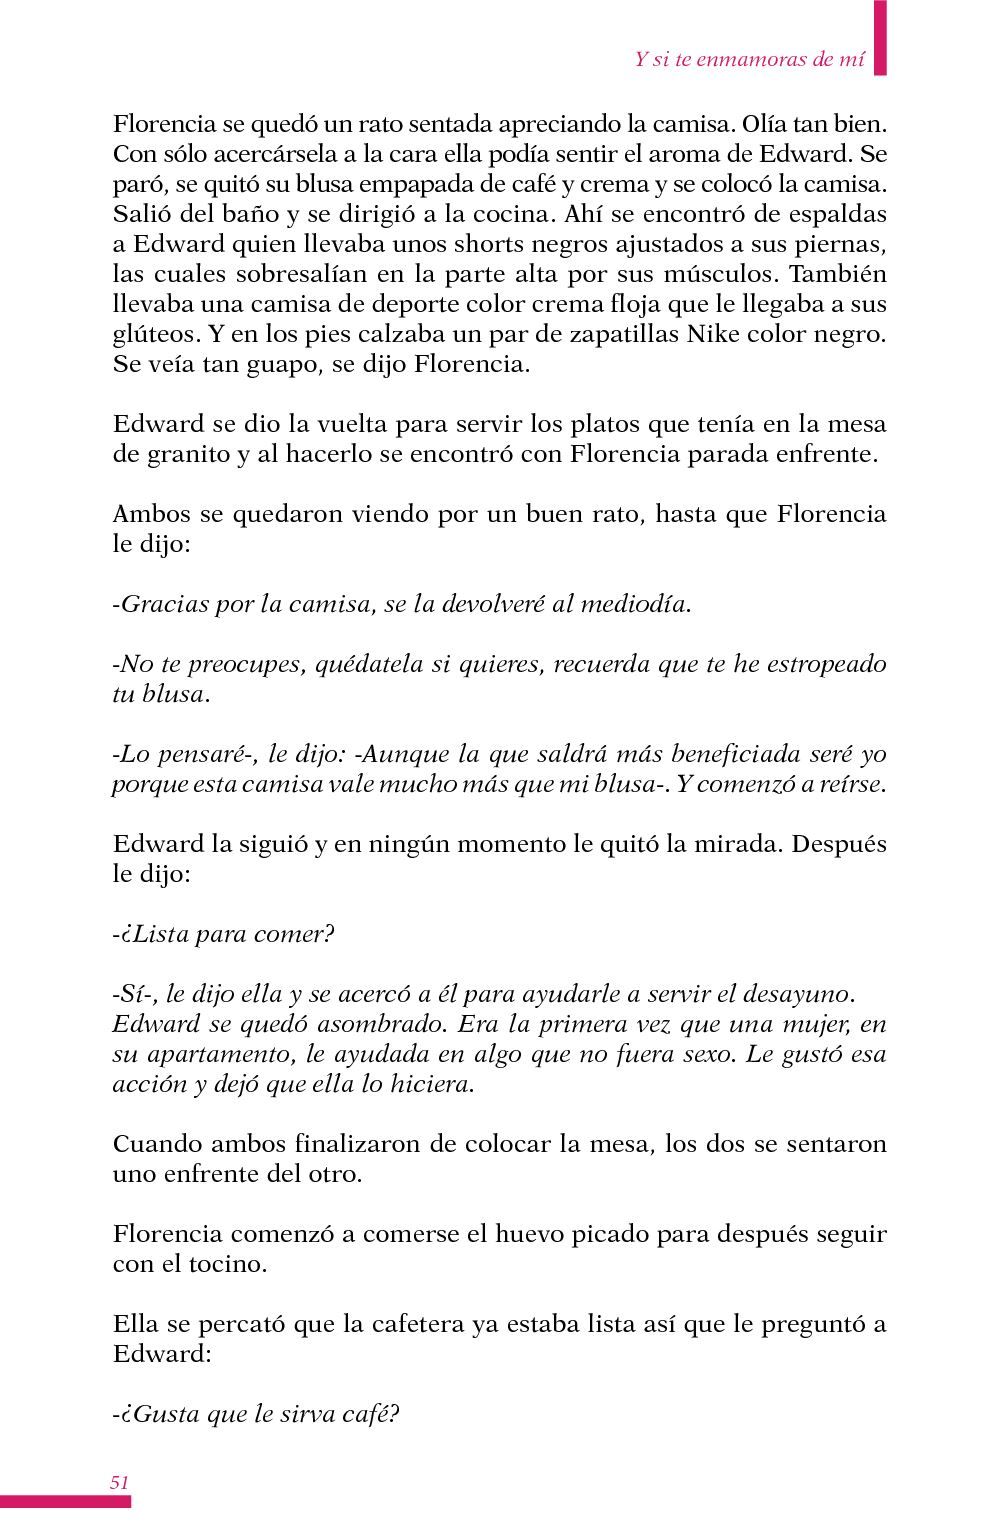 Y si te enmamoras de mí
Florencia se quedó un rato sentada apreciando la camisa. Olía tan bien.
Con sólo acercársela a la cara ella podía sentir el aroma de Edward. Se
paró, se quitó su blusa empapada de café y crema y se colocó la camisa.
Salió del baño y se dirigió a la cocina. Ahí se encontró de espaldas
a Edward quien llevaba unos shorts negros ajustados a sus piernas,
las cuales sobresalían en la parte alta por sus músculos. También
llevaba una camisa de deporte color crema floja que le llegaba a sus
glúteos. Y en los pies calzaba un par de zapatillas Nike color negro.
Se veía tan guapo, se dijo Florencia.
Edward se dio la vuelta para servir los platos que tenía en la mesa
de granito y al hacerlo se encontró con Florencia parada enfrente.
Ambos se quedaron viendo por un buen rato, hasta que Florencia
le dijo:
-Gracias por la camisa, se la devolveré al mediodía.
-No te preocupes, quédatela si quieres, recuerda que te he estropeado
tu blusa.
-Lo pensaré-, le dijo: -Aunque la que saldrá más beneficiada seré yo
porque esta camisa vale mucho más que mi blusa-. Y comenzó a reírse.
Edward la siguió y en ningún momento le quitó la mirada. Después
le dijo:
-¿Lista para comer?
-Sí-, le dijo ella y se acercó a él para ayudarle a servir el desayuno.
Edward se quedó asombrado. Era la primera vez que una mujer, en
su apartamento, le ayudada en algo que no fuera sexo. Le gustó esa
acción y dejó que ella lo hiciera.
Cuando ambos finalizaron de colocar la mesa, los dos se sentaron
uno enfrente del otro.
Florencia comenzó a comerse el huevo picado para después seguir
con el tocino.
Ella se percató que la cafetera ya estaba lista así que le preguntó a
Edward:
-¿Gusta que le sirva café?
51